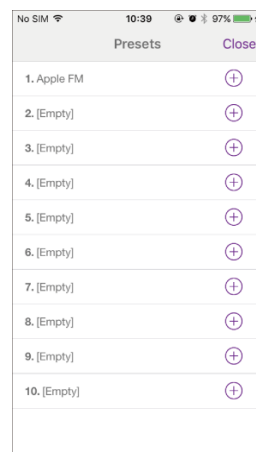 No SIM 10:39 97%
Presets Close
1. Apple FM
2. [Empty]
3. [Empty]
4. [Empty]
5. [Empty]
6. [Empty]
7. [Empty]
8. [Empty]
9. [Empty]
10. [Empty]